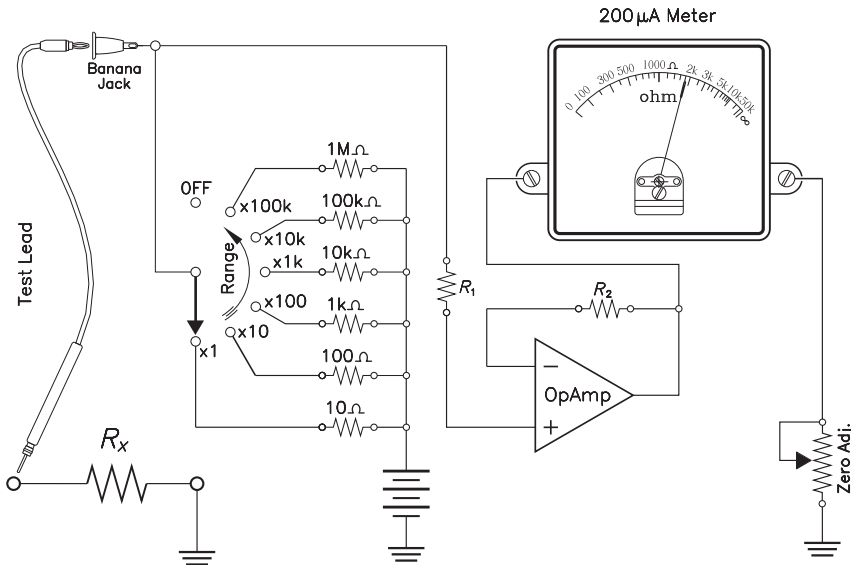 200μA Meter
Banana
Jack
0 100 300 500 1000Ω 2k 3k 5k 10k 50k ∞
ohm
Test Lead
OFF
x100k
x10k
x1k
x100
x10
x1
Range
1MΩ
100kΩ
10kΩ
1kΩ
100Ω
10Ω
R1
R2
−
OpAmp
+
Rx
Zero Adj.